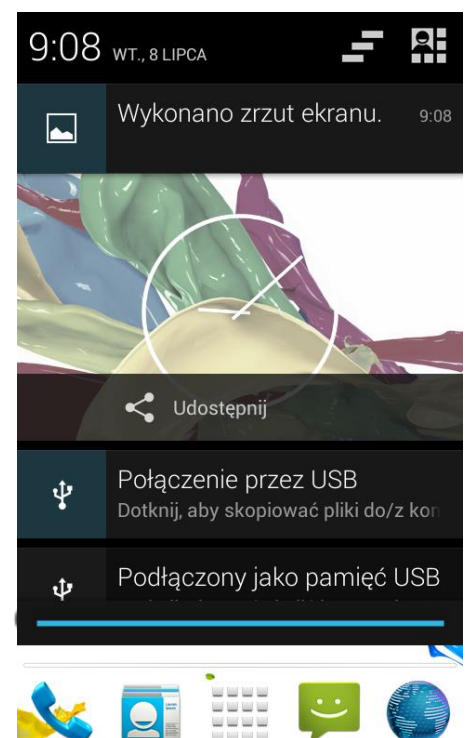 9:08 WT., 8 LIPCA
Wykonano zrzut ekranu. 9:08
Udostępnij
Połączenie przez USB
Dotknij, aby skopiować pliki do/z kon
Podłączony jako pamięć USB